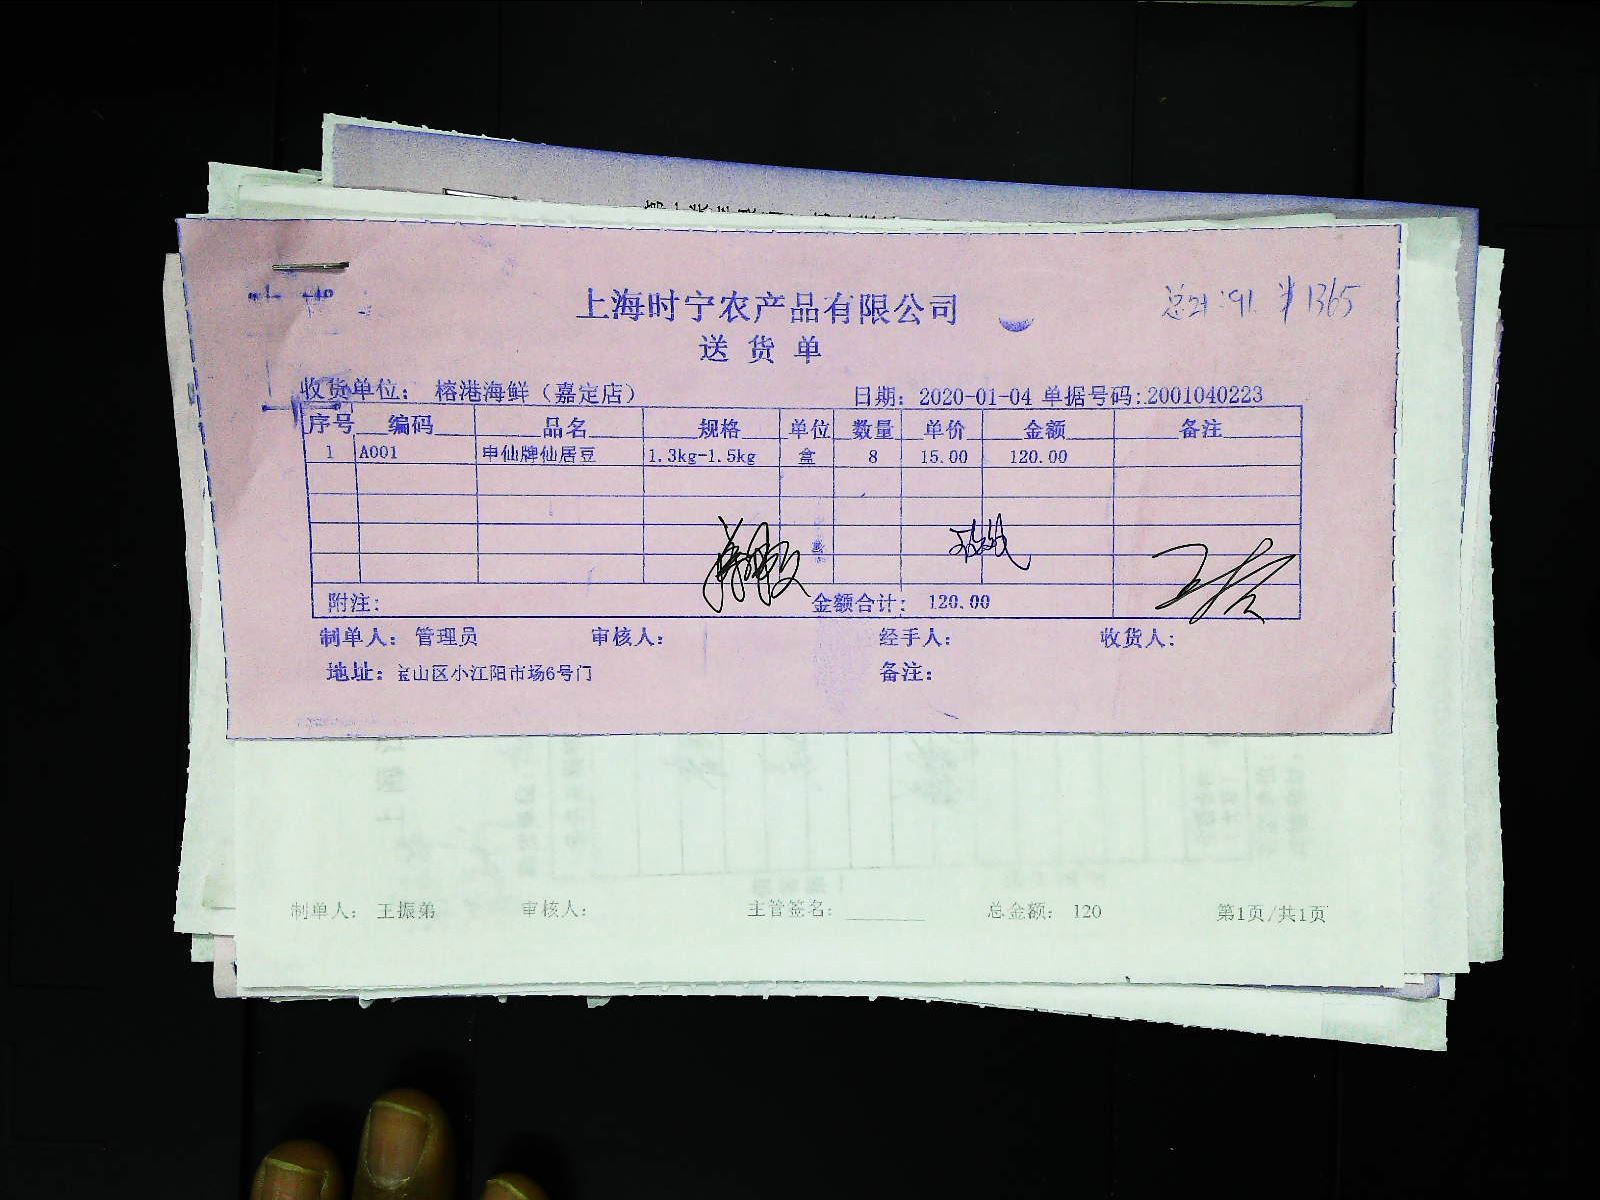 上海时宁农产品有限公司
总计:91 ¥1365
送货单
收货单位: 榕港海鲜（嘉定店） 日期: 2020-01-04 单据号码:2001040223
序号 编码 品名 规格 单位 数量 单价 金额 备注
1 A001 申仙牌仙居豆 1.3kg-1.5kg 盒 8 15.00 120.00
附注: 金额合计: 120.00
制单人: 管理员 审核人: 经手人: 收货人:
地址: 宝山区小江阳市场6号门 备注:
制单人: 王振弟 审核人: 主管签名: 总金额: 120 第1页/共1页